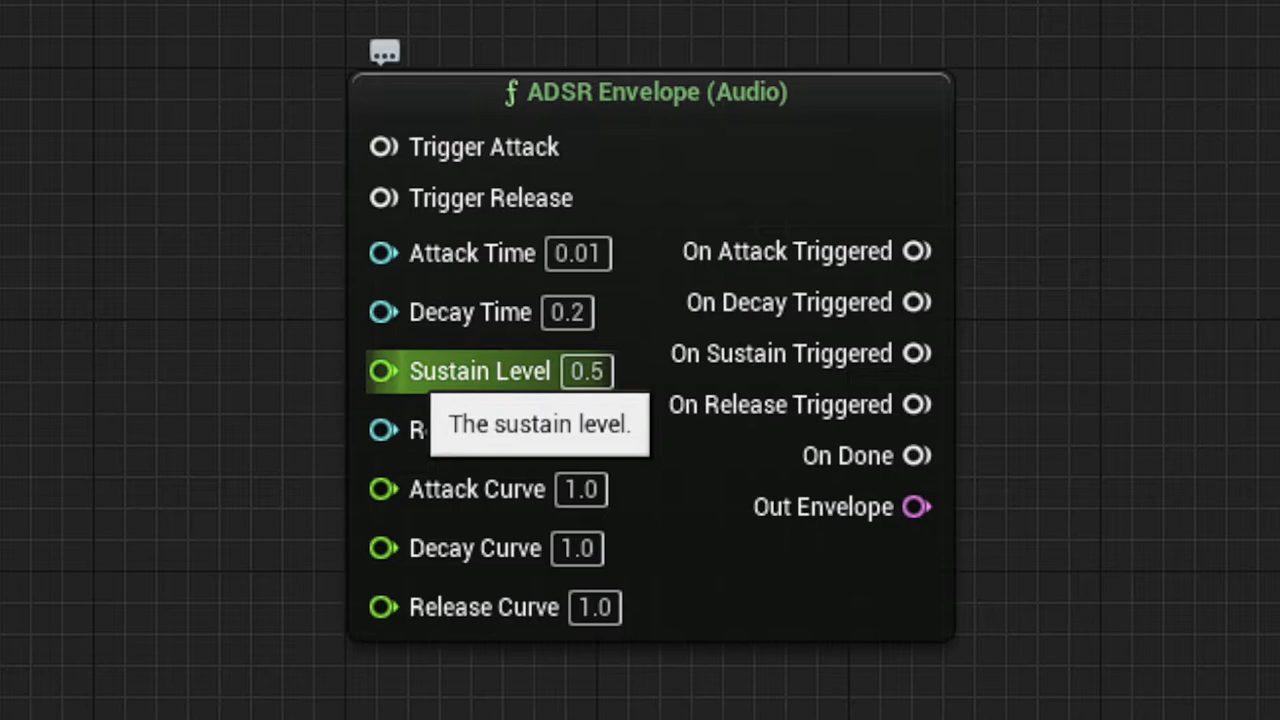 ADSR Envelope (Audio)
Trigger Attack
Trigger Release
Attack Time 0.01
Decay Time 0.2
Sustain Level 0.5
The sustain level.
Attack Curve 1.0
Decay Curve 1.0
Release Curve 1.0
On Attack Triggered
On Decay Triggered
On Sustain Triggered
On Release Triggered
On Done
Out Envelope